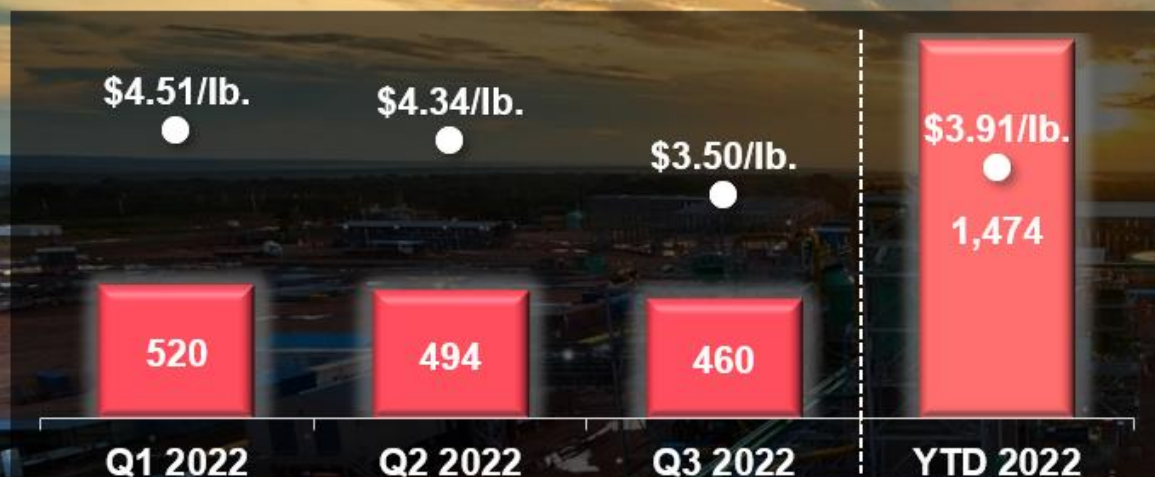 $4.51/lb.
$4.34/lb.
$3.50/lb.
$3.91/lb.
520
494
460
1,474
Q1 2022
Q2 2022
Q3 2022
YTD 2022